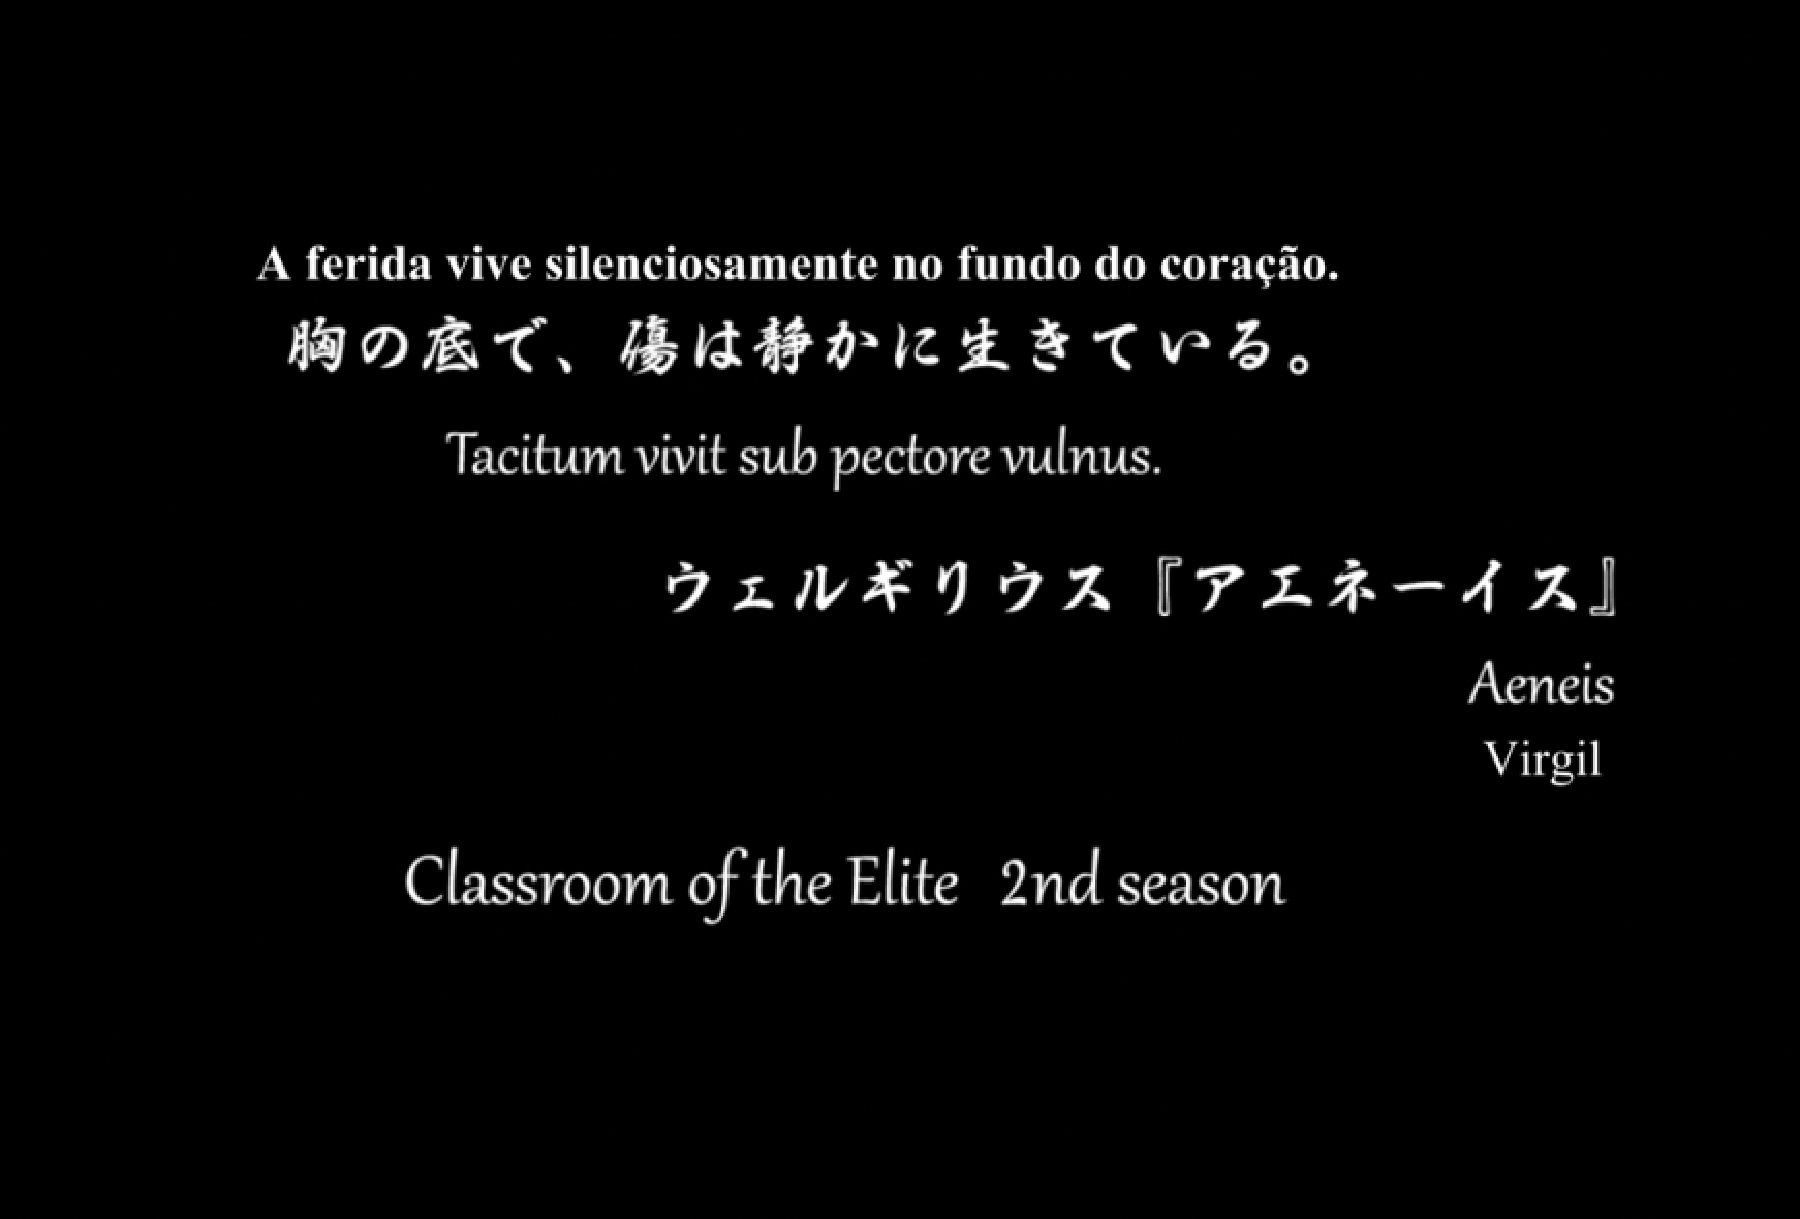 A ferida vive silenciosamente no fundo do coração.
胸の底で、傷は静かに生きている。
Tacitum vivit sub pectore vulnus.
ウェルギリウス『アエネーイス』
Aeneis
Virgil
Classroom of the Elite 2nd season